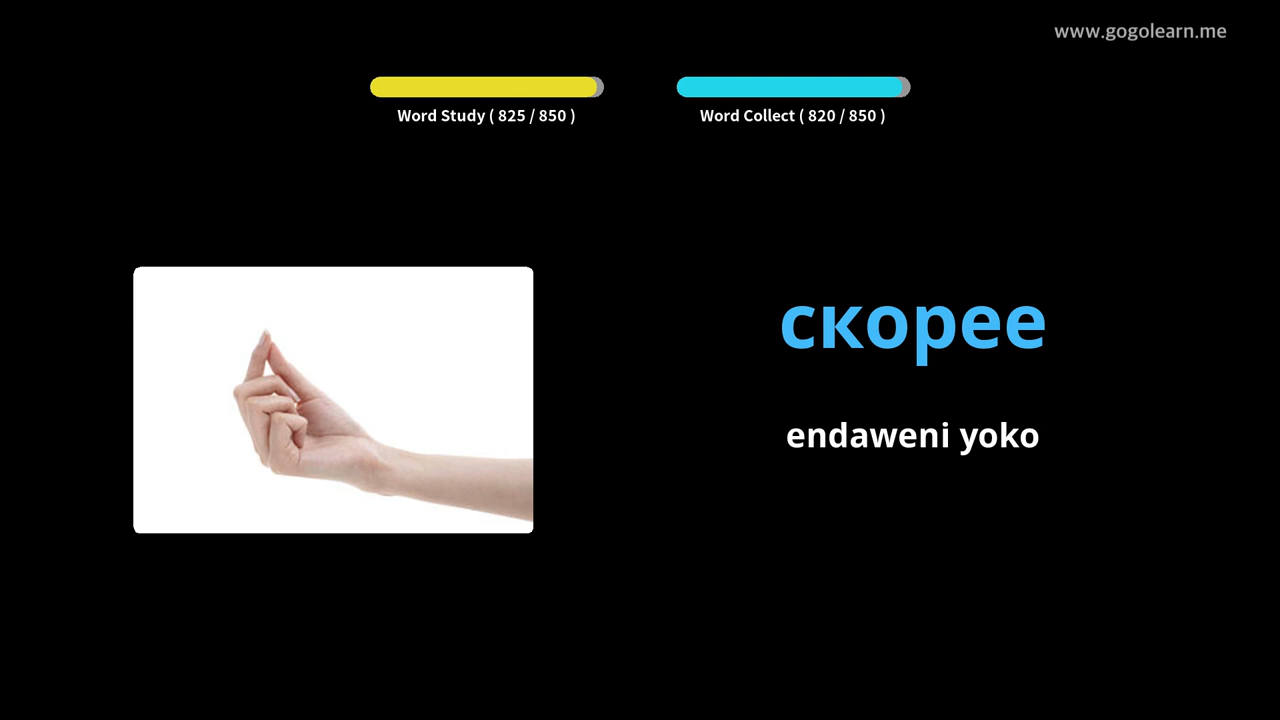 www.gogolearn.me
Word Study ( 825 / 850 )
Word Collect ( 820 / 850 )
скорее
endaweni yoko